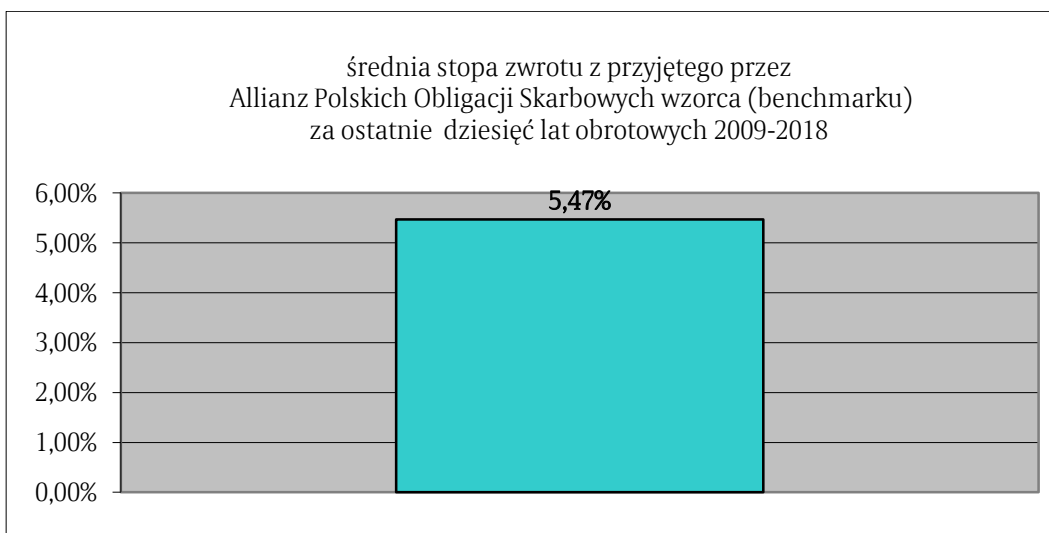 średnia stopa zwrotu z przyjętego przez
Allianz Polskich Obligacji Skarbowych wzorca (benchmarku)
za ostatnie dziesięć lat obrotowych 2009-2018
6,00%
5,47%
5,00%
4,00%
3,00%
2,00%
1,00%
0,00%